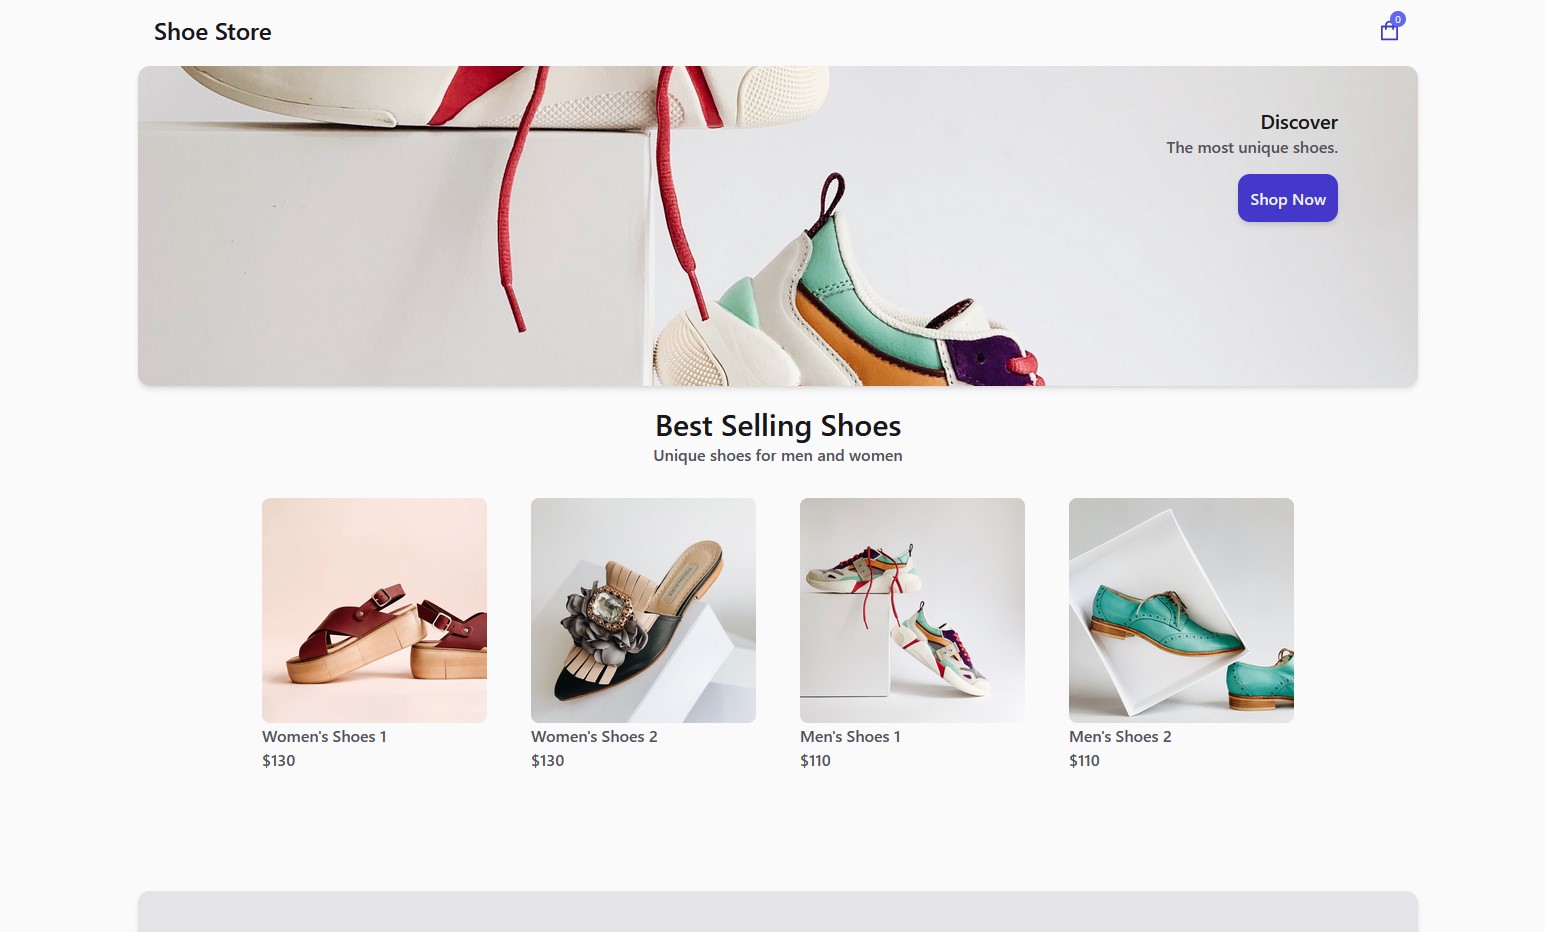 Shoe Store
0
Discover
The most unique shoes.
Shop Now
Best Selling Shoes
Unique shoes for men and women
Women's Shoes 1
$130
Women's Shoes 2
$130
Men's Shoes 1
$110
Men's Shoes 2
$110